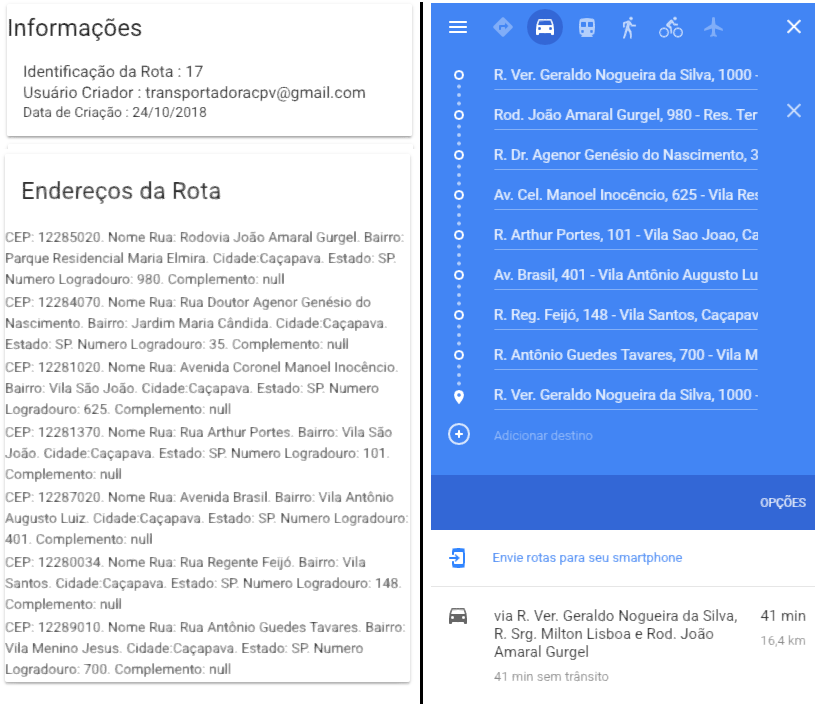 Informações
Identificação da Rota : 17
Usuário Criador : transportadoracpv@gmail.com
Data de Criação : 24/10/2018
Endereços da Rota
CEP: 12285020. Nome Rua: Rodovia João Amaral Gurgel. Bairro:
Parque Residencial Maria Elmira. Cidade:Caçapava. Estado: SP.
Numero Logradouro: 980. Complemento: null
CEP: 12284070. Nome Rua: Rua Doutor Agenor Genésio do
Nascimento. Bairro: Jardim Maria Cândida. Cidade:Caçapava.
Estado: SP. Numero Logradouro: 35. Complemento: null
CEP: 12281020. Nome Rua: Avenida Coronel Manoel Inocêncio.
Bairro: Vila São João. Cidade:Caçapava. Estado: SP. Numero
Logradouro: 625. Complemento: null
CEP: 12281370. Nome Rua: Rua Arthur Portes. Bairro: Vila São
João. Cidade:Caçapava. Estado: SP. Numero Logradouro: 101.
Complemento: null
CEP: 12287020. Nome Rua: Avenida Brasil. Bairro: Vila Antônio
Augusto Luiz. Cidade:Caçapava. Estado: SP. Numero Logradouro:
401. Complemento: null
CEP: 12280034. Nome Rua: Rua Regente Feijó. Bairro: Vila
Santos. Cidade:Caçapava. Estado: SP. Numero Logradouro: 148.
Complemento: null
CEP: 12289010. Nome Rua: Rua Antônio Guedes Tavares. Bairro:
Vila Menino Jesus. Cidade:Caçapava. Estado: SP. Numero
Logradouro: 700. Complemento: null
R. Ver. Geraldo Nogueira da Silva, 1000 -
Rod. João Amaral Gurgel, 980 - Res. Ter
R. Dr. Agenor Genésio do Nascimento, 3
Av. Cel. Manoel Inocêncio, 625 - Vila Res
R. Arthur Portes, 101 - Vila Sao Joao, Ca
Av. Brasil, 401 - Vila Antônio Augusto Lu
R. Reg. Feijó, 148 - Vila Santos, Caçapav
R. Antônio Guedes Tavares, 700 - Vila M
R. Ver. Geraldo Nogueira da Silva, 1000 -
Adicionar destino
OPÇÕES
Envie rotas para seu smartphone
via R. Ver. Geraldo Nogueira da Silva, 41 min
R. Srg. Milton Lisboa e Rod. João 16,4 km
Amaral Gurgel
41 min sem trânsito